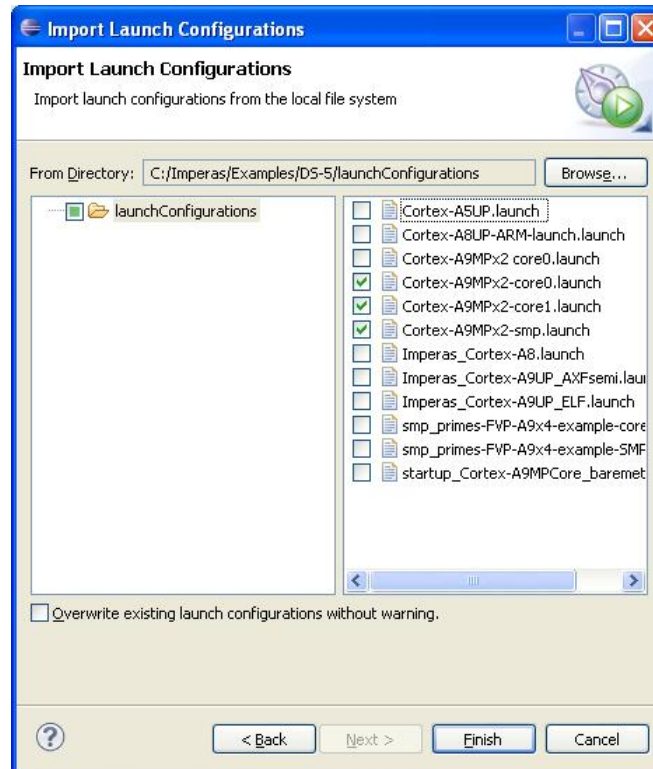 Import Launch Configurations
Import Launch Configurations
Import launch configurations from the local file system
From Directory: C:/Imperas/Examples/DS-5/launchConfigurations Browse...
launchConfigurations
Cortex-A5UP.launch
Cortex-A8UP-ARM-launch.launch
Cortex-A9MPx2 core0.launch
Cortex-A9MPx2-core0.launch
Cortex-A9MPx2-core1.launch
Cortex-A9MPx2-smp.launch
Imperas_Cortex-A8.launch
Imperas_Cortex-A9UP_AXFsemi.lau
Imperas_Cortex-A9UP_ELF.launch
smp_primes-FVP-A9x4-example-core
smp_primes-FVP-A9x4-example-SMP
startup_Cortex-A9MPCore_baremet
Overwrite existing launch configurations without warning.
? < Back Next > Finish Cancel